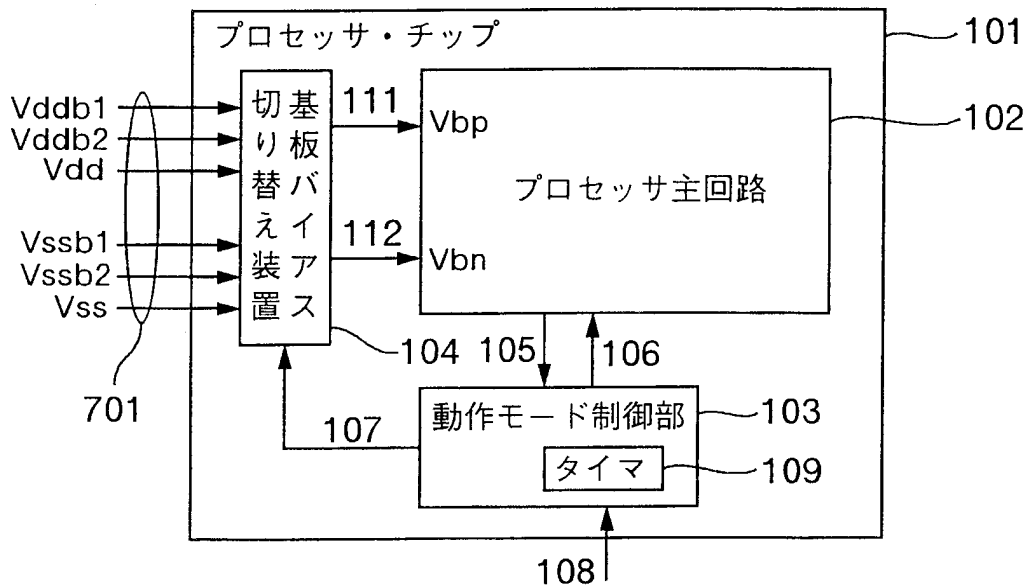 プロセッサ・チップ
101
Vddb1
Vddb2
Vdd
Vssb1
Vssb2
Vss
701
基板バイアス
切り替え装置
111
112
Vbp
Vbn
プロセッサ主回路
102
104
105
106
107
動作モード制御部
103
タイマ
109
108